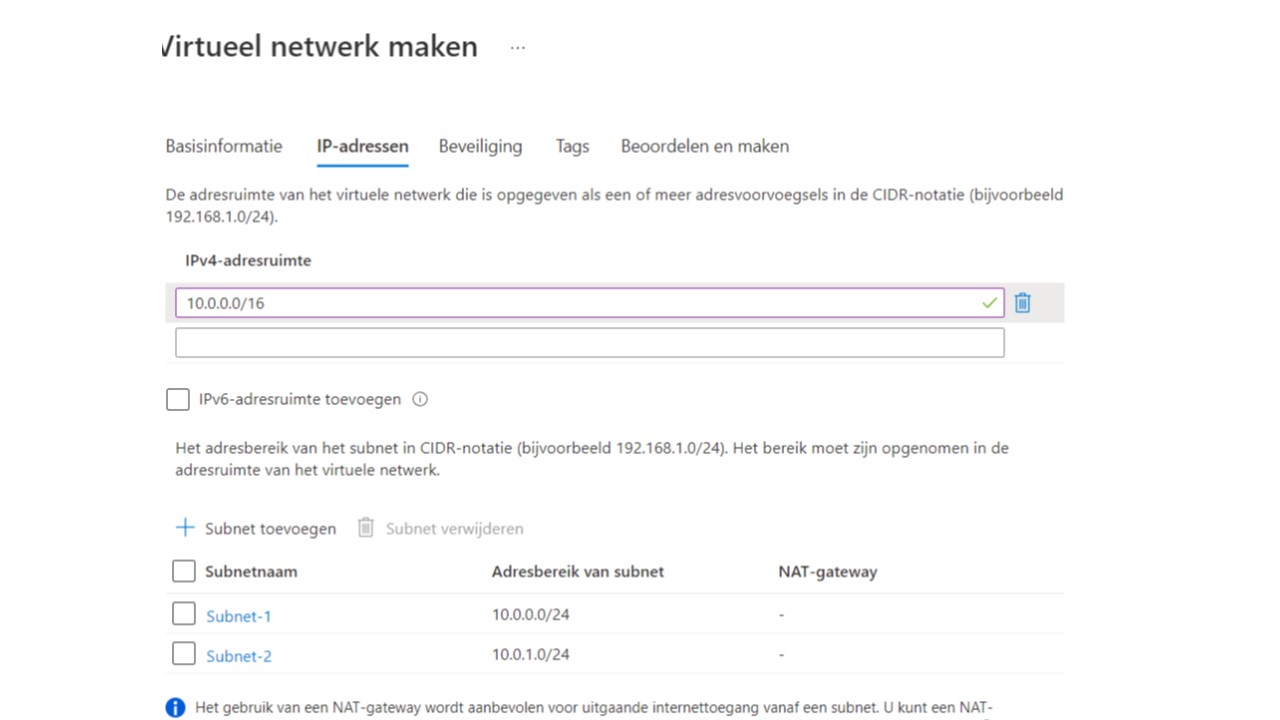 Virtueel netwerk maken ...
Basisinformatie IP-adressen Beveiliging Tags Beoordelen en maken
De adresruimte van het virtuele netwerk die is opgegeven als een of meer adresvoorvoegsels in de CIDR-notatie (bijvoorbeeld
192.168.1.0/24).
IPv4-adresruimte
10.0.0.0/16
IPv6-adresruimte toevoegen
Het adresbereik van het subnet in CIDR-notatie (bijvoorbeeld 192.168.1.0/24). Het bereik moet zijn opgenomen in de
adresruimte van het virtuele netwerk.
Subnet toevoegen Subnet verwijderen
Subnetnaam Adresbereik van subnet NAT-gateway
Subnet-1 10.0.0.0/24 -
Subnet-2 10.0.1.0/24 -
Het gebruik van een NAT-gateway wordt aanbevolen voor uitgaande internettoegang vanaf een subnet. U kunt een NAT-